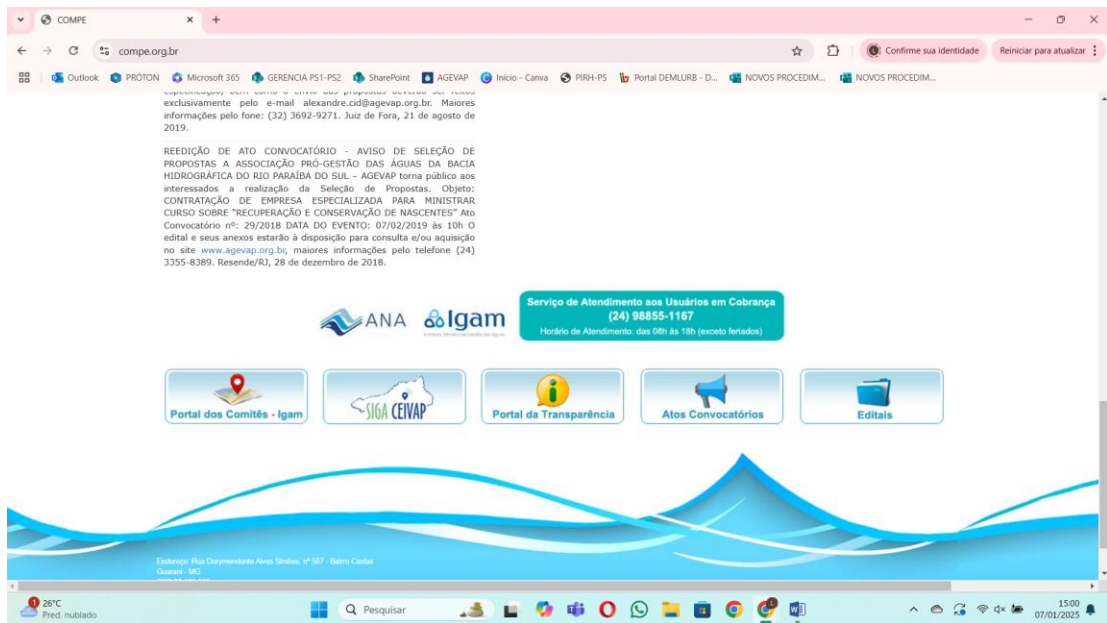 COMPE
compe.org.br
Confirme sua identidade
Reiniciar para atualizar
Outlook
PRÓTON
Microsoft 365
GERENCIA PS1-PS2
SharePoint
AGEVAP
Início - Canva
PIRH-PS
Portal DEMLURB - D...
NOVOS PROCEDIM...
NOVOS PROCEDIM...
especificação, bem como o envio das propostas deverão ser feitos
exclusivamente pelo e-mail alexandre.cid@agevap.org.br. Maiores
informações pelo fone: (32) 3692-9271. Juiz de Fora, 21 de agosto de
2019.
REEDIÇÃO DE ATO CONVOCATÓRIO - AVISO DE SELEÇÃO DE
PROPOSTAS A ASSOCIAÇÃO PRÓ-GESTÃO DAS ÁGUAS DA BACIA
HIDROGRÁFICA DO RIO PARAÍBA DO SUL – AGEVAP torna público aos
interessados a realização da Seleção de Propostas. Objeto:
CONTRATAÇÃO DE EMPRESA ESPECIALIZADA PARA MINISTRAR
CURSO SOBRE "RECUPERAÇÃO E CONSERVAÇÃO DE NASCENTES" Ato
Convocatório nº: 29/2018 DATA DO EVENTO: 07/02/2019 às 10h O
edital e seus anexos estarão à disposição para consulta e/ou aquisição
no site www.agevap.org.br, maiores informações pelo telefone (24)
3355-8389. Resende/RJ, 28 de dezembro de 2018.
ANA
Igam
Serviço de Atendimento aos Usuários em Cobrança
(24) 98855-1167
Horário de Atendimento: das 08h às 18h (exceto feriados)
Portal dos Comitês - Igam
SIGA CEIVAP
Portal da Transparência
Atos Convocatórios
Editais
Endereço: Rua Dorymendonte Alves Simões, nº 587 - Bairro Caxias
Guarani - MG
1
26°C
Pred. nublado
Pesquisar
15:00
07/01/2025